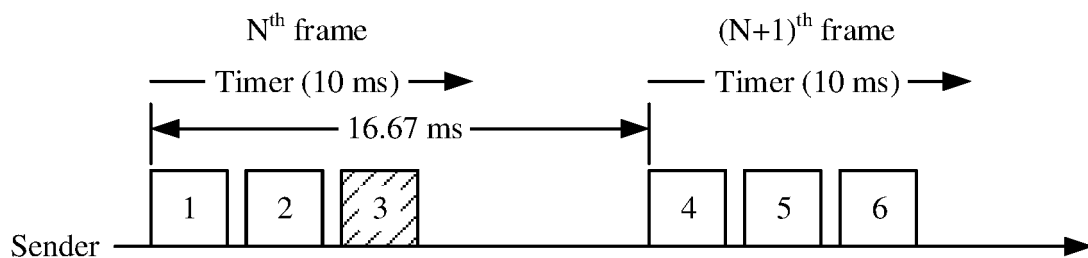 Nth frame (N+1)th frame
Timer (10 ms) Timer (10 ms)
16.67 ms
1 2 3 4 5 6
Sender